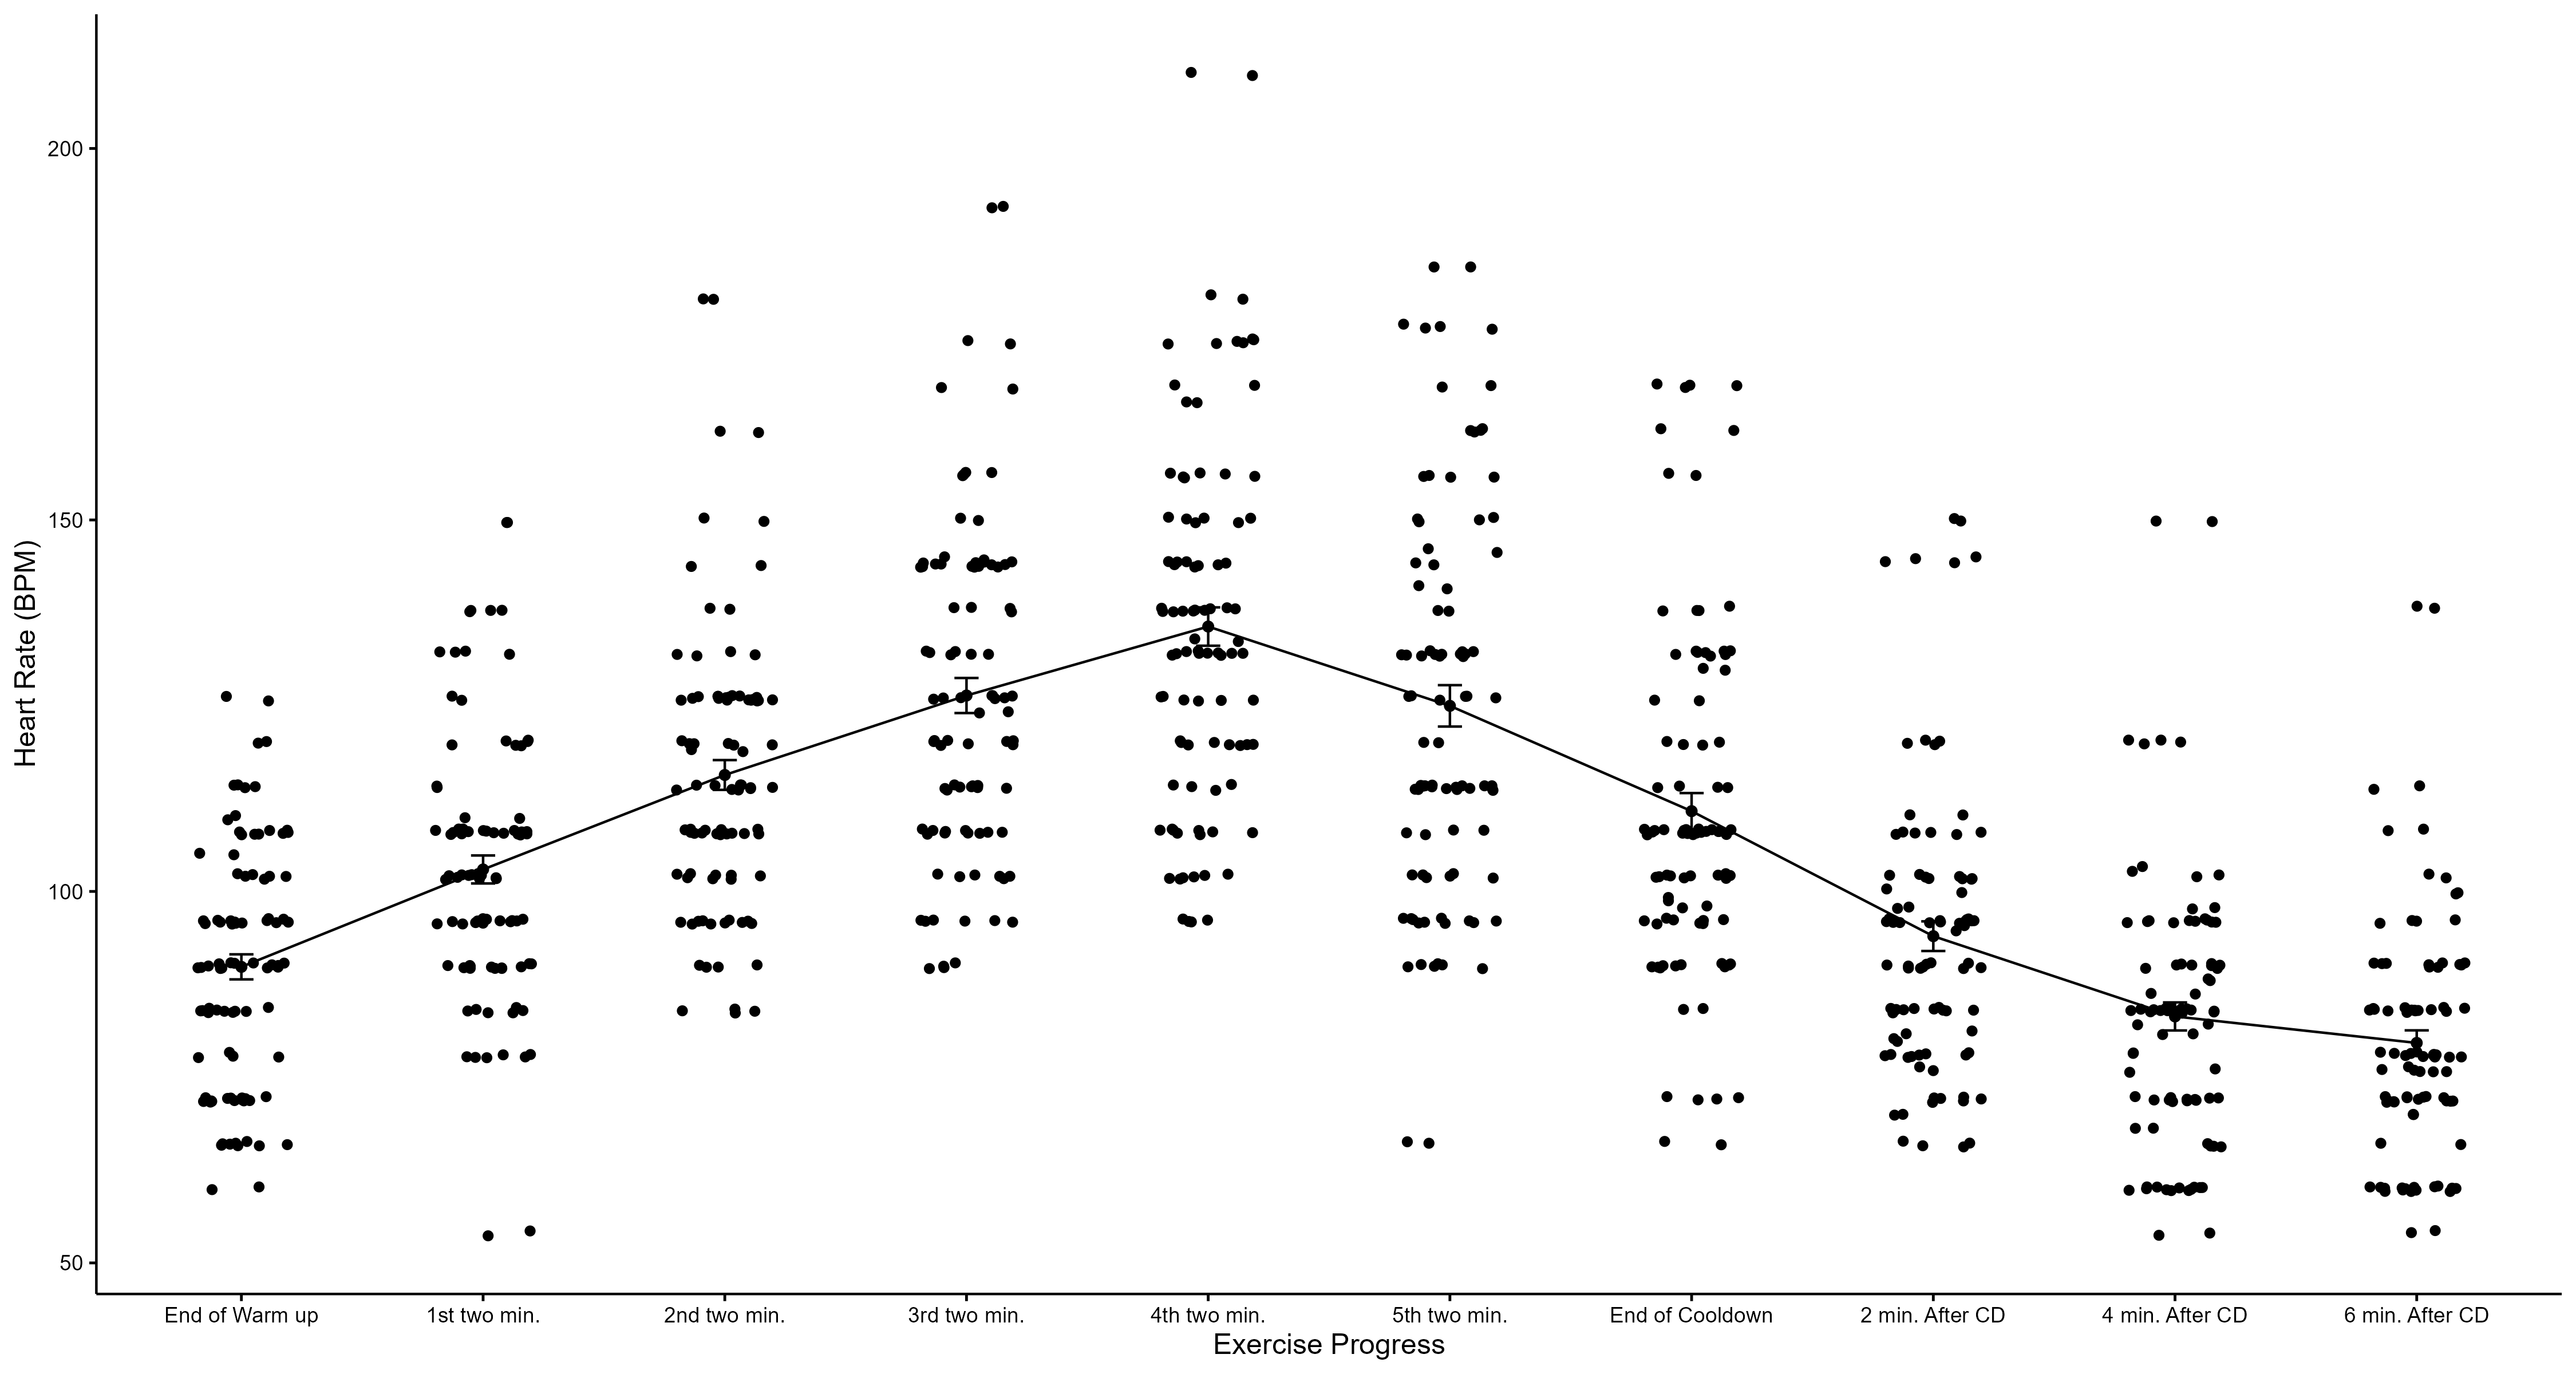 Heart Rate (BPM)
200
150
100
50
End of Warm up 1st two min. 2nd two min. 3rd two min. 4th two min. 5th two min. End of Cooldown 2 min. After CD 4 min. After CD 6 min. After CD
Exercise Progress